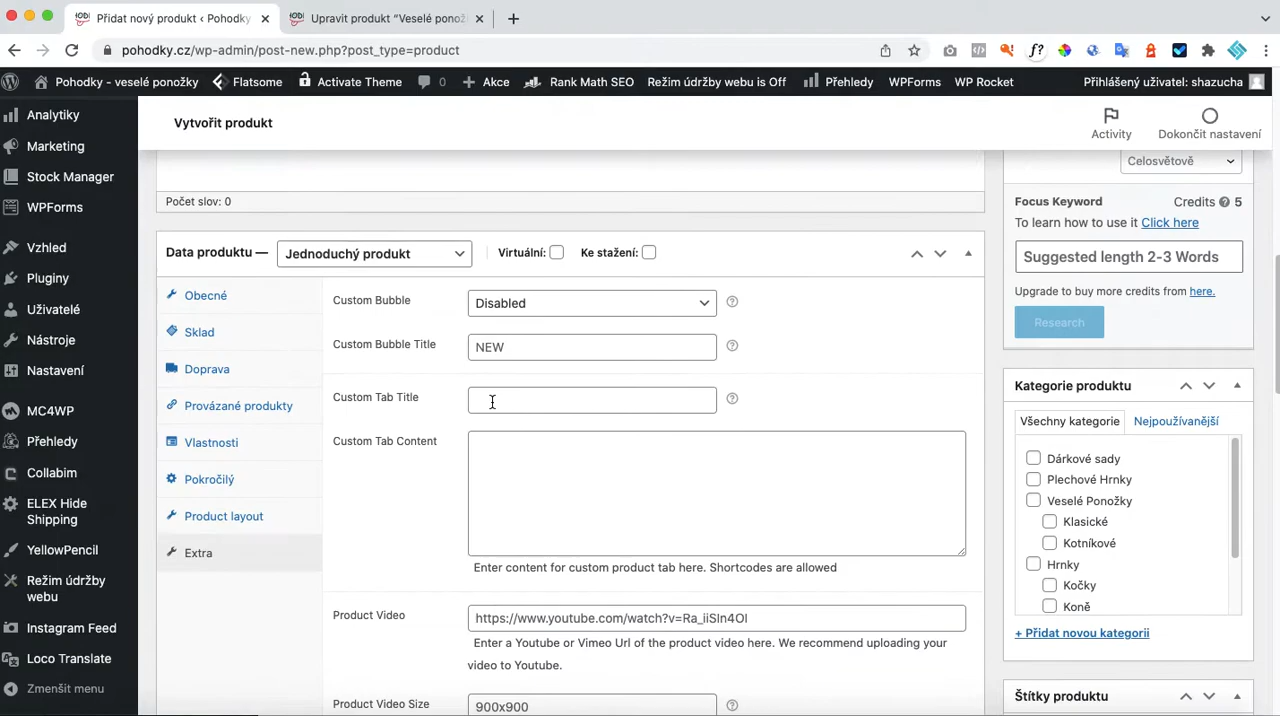 Přidat nový produkt ‹ Pohodky
Upravit produkt “Veselé ponož
pohodky.cz/wp-admin/post-new.php?post_type=product
Pohodky - veselé ponožky
Flatsome
Activate Theme
0
Akce
Rank Math SEO
Režim údržby webu is Off
Přehledy
WPForms
WP Rocket
Přihlášený uživatel: shazucha
Analytiky
Marketing
Stock Manager
WPForms
Vzhled
Pluginy
Uživatelé
Nástroje
Nastavení
MC4WP
Přehledy
Collabim
ELEX Hide
Shipping
YellowPencil
Režim údržby
webu
Instagram Feed
Loco Translate
Zmenšit menu
Vytvořit produkt
Activity
Dokončit nastavení
Počet slov: 0
Data produktu —
Jednoduchý produkt
Virtuální:
Ke stažení:
Obecné
Sklad
Doprava
Provázané produkty
Vlastnosti
Pokročilý
Product layout
Extra
Custom Bubble
Disabled
Custom Bubble Title
NEW
Custom Tab Title
Custom Tab Content
Enter content for custom product tab here. Shortcodes are allowed
Product Video
https://www.youtube.com/watch?v=Ra_iiSIn4OI
Enter a Youtube or Vimeo Url of the product video here. We recommend uploading your
video to Youtube.
Product Video Size
900x900
Celosvětově
Focus Keyword
Credits
5
To learn how to use it Click here
Suggested length 2-3 Words
Upgrade to buy more credits from here.
Research
Kategorie produktu
Všechny kategorie
Nejpoužívanější
Dárkové sady
Plechové Hrnky
Veselé Ponožky
Klasické
Kotníkové
Hrnky
Kočky
Koně
+ Přidat novou kategorii
Štítky produktu